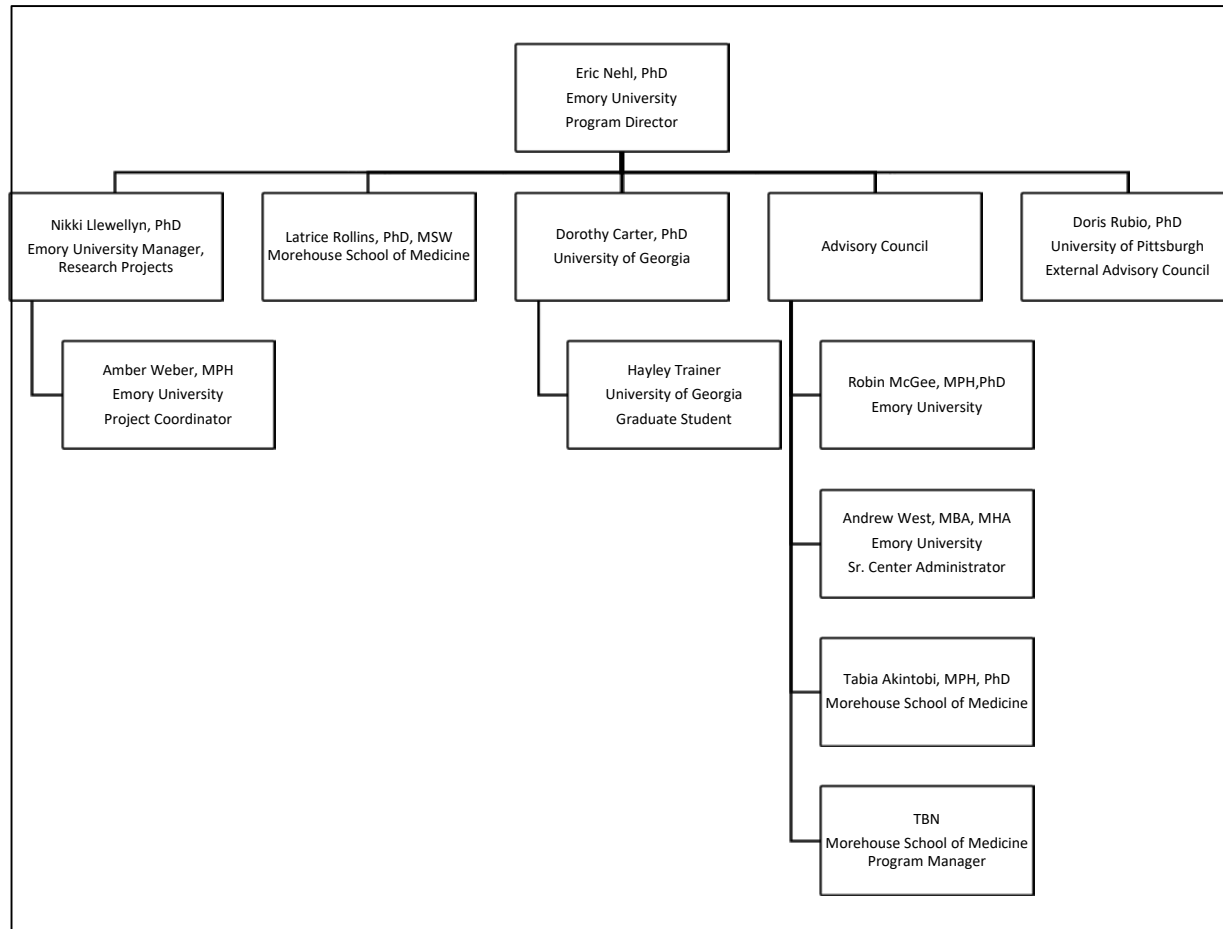 Eric Nehl, PhD
Emory University
Program Director
Nikki Llewellyn, PhD
Emory University Manager,
Research Projects
Latrice Rollins, PhD, MSW
Morehouse School of Medicine
Dorothy Carter, PhD
University of Georgia
Advisory Council
Doris Rubio, PhD
University of Pittsburgh
External Advisory Council
Amber Weber, MPH
Emory University
Project Coordinator
Hayley Trainer
University of Georgia
Graduate Student
Robin McGee, MPH,PhD
Emory University
Andrew West, MBA, MHA
Emory University
Sr. Center Administrator
Tabia Akintobi, MPH, PhD
Morehouse School of Medicine
TBN
Morehouse School of Medicine
Program Manager